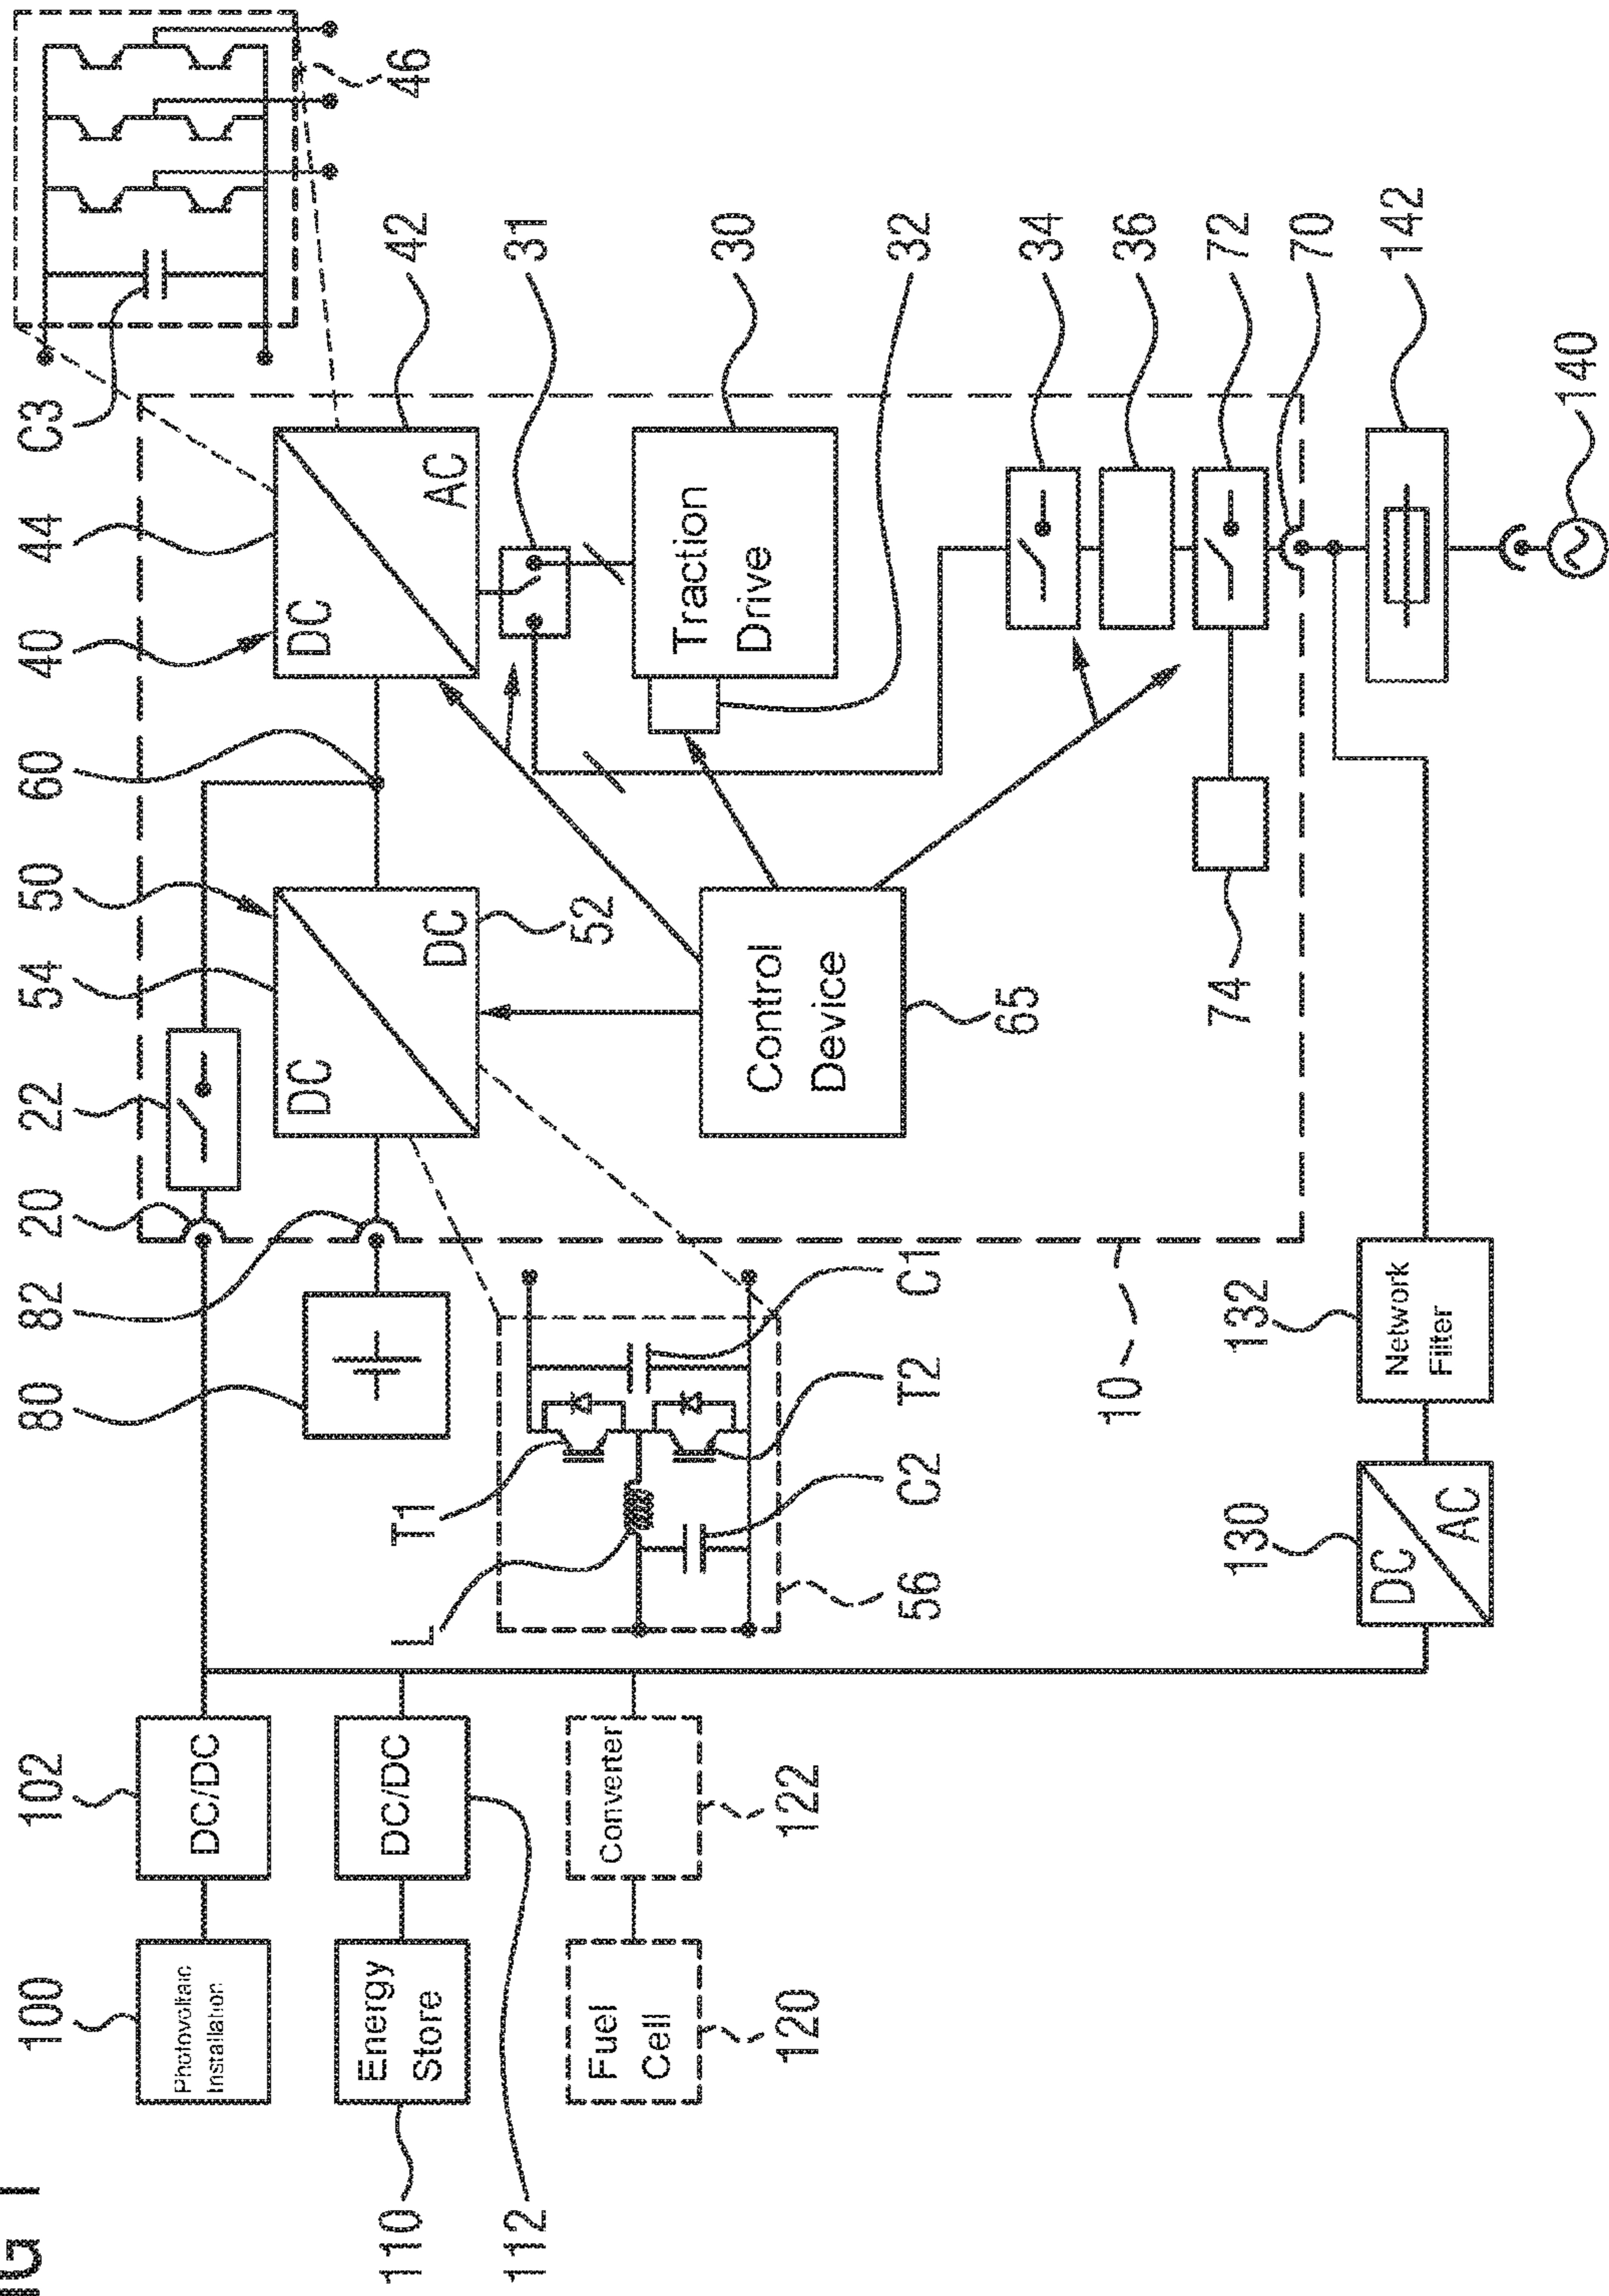 FIG 1
100
102
80
82
20
22
54
50
60
40
44
C3
46
Photovoltaic
Installation
DC/DC
DC
DC
DC
AC
42
31
30
32
34
36
72
70
142
140
110
Energy
Store
DC/DC
112
L
T1
52
Fuel
Cell
120
Converter
122
56
C2
T2
C1
Control
Device
65
Traction
Drive
10
74
130
DC
AC
132
Network
Filter